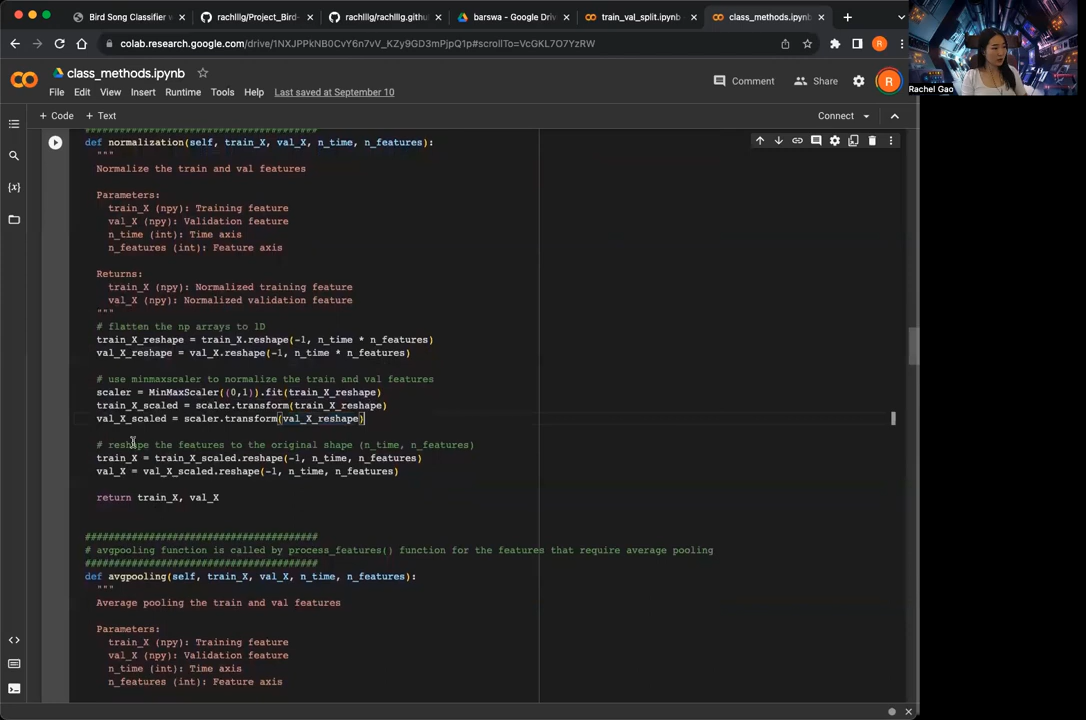 Bird Song Classifier w
rachlllg/Project_Bird-
rachlllg/rachlllg.github
barswa - Google Driv
train_val_split.ipynb
class_methods.ipynb
colab.research.google.com/drive/1NXJPPkNB0CvY6n7vV_KZy9GD3mPjpQ1p#scrollTo=VcGKL7O7YzRW
R
Rachel Gao
class_methods.ipynb
Comment
Share
R
File Edit View Insert Runtime Tools Help Last saved at September 10
+ Code + Text
Connect
########################################
def normalization(self, train_X, val_X, n_time, n_features):
"""
Normalize the train and val features
Parameters:
train_X (npy): Training feature
val_X (npy): Validation feature
n_time (int): Time axis
n_features (int): Feature axis
Returns:
train_X (npy): Normalized training feature
val_X (npy): Normalized validation feature
"""
# flatten the np arrays to 1D
train_X_reshape = train_X.reshape(-1, n_time * n_features)
val_X_reshape = val_X.reshape(-1, n_time * n_features)
# use minmaxscaler to normalize the train and val features
scaler = MinMaxScaler((0,1)).fit(train_X_reshape)
train_X_scaled = scaler.transform(train_X_reshape)
val_X_scaled = scaler.transform(val_X_reshape)
# reshape the features to the original shape (n_time, n_features)
train_X = train_X_scaled.reshape(-1, n_time, n_features)
val_X = val_X_scaled.reshape(-1, n_time, n_features)
return train_X, val_X
########################################
# avgpooling function is called by process_features() function for the features that require average pooling
########################################
def avgpooling(self, train_X, val_X, n_time, n_features):
"""
Average pooling the train and val features
Parameters:
train_X (npy): Training feature
val_X (npy): Validation feature
n_time (int): Time axis
n_features (int): Feature axis